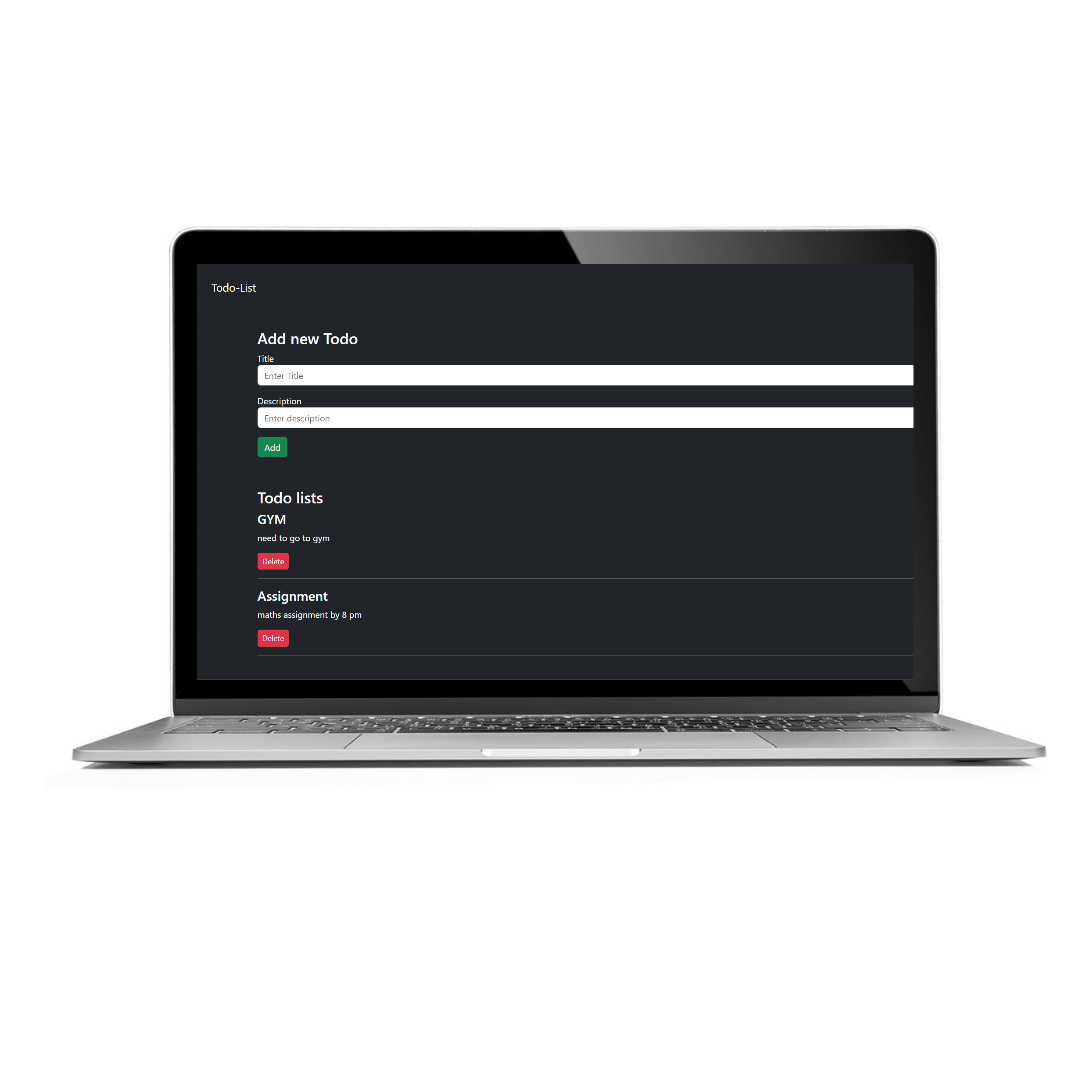 Todo-List
Add new Todo
Title
Enter Title
Description
Enter description
Add
Todo lists
GYM
need to go to gym
Delete
Assignment
maths assignment by 8 pm
Delete